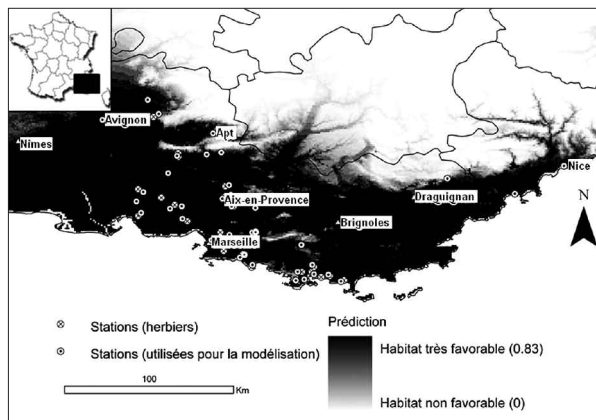 Avignon
Apt
Nîmes
Nice
Aix-en-Provence
Draguignan
N
Brignoles
Marseille
Prédiction
Stations (herbiers)
Habitat très favorable (0.83)
Stations (utilisées pour la modélisation)
100
Km
Habitat non favorable (0)